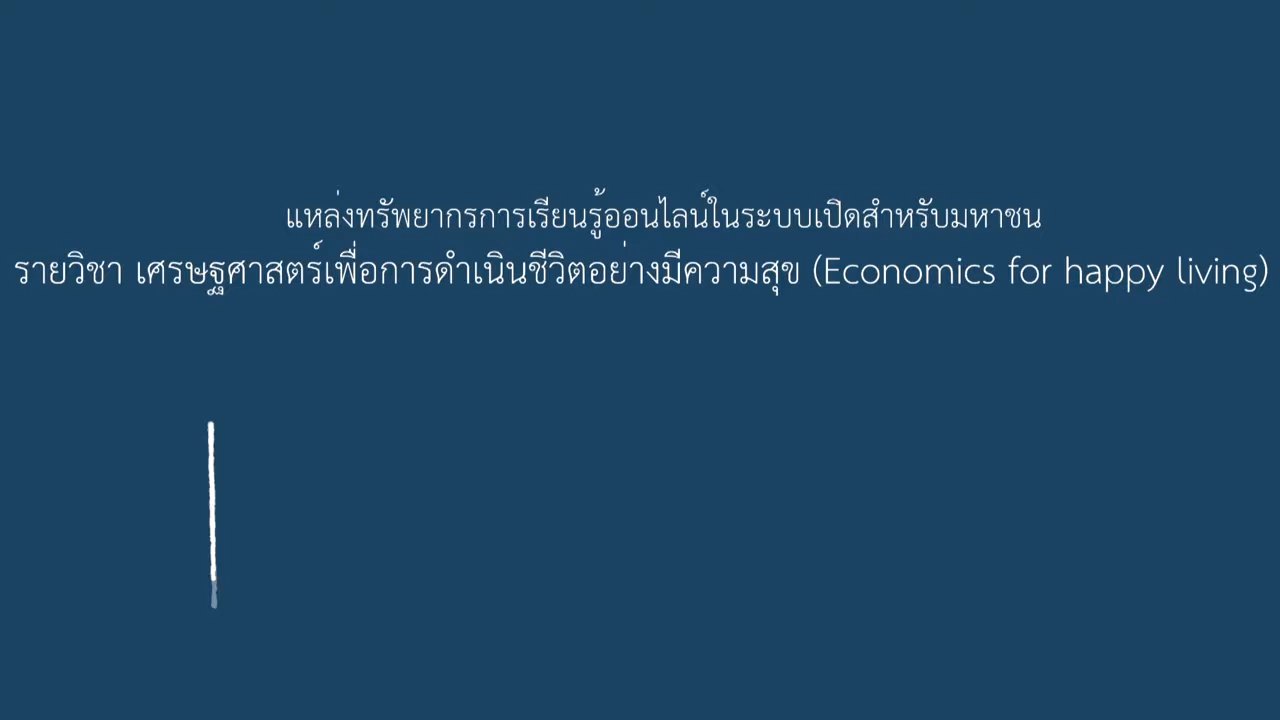 แหล่งทรัพยากรการเรียนรู้ออนไลน์ในระบบเปิดสำหรับมหาชน
รายวิชา เศรษฐศาสตร์เพื่อการดำเนินชีวิตอย่างมีความสุข (Economics for happy living)